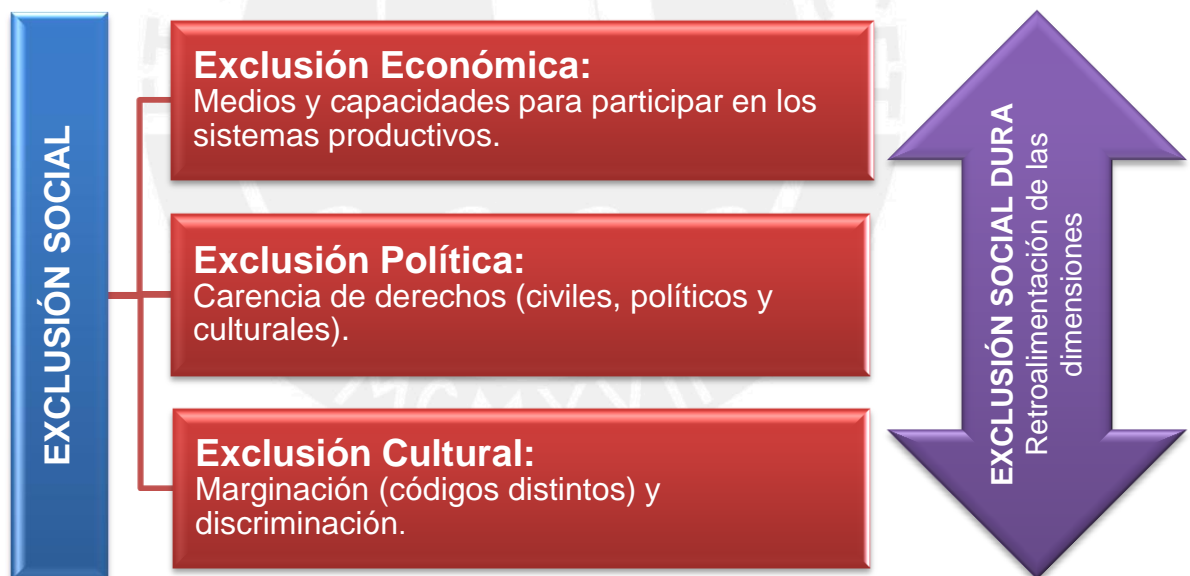 EXCLUSIÓN SOCIAL
Exclusión Económica:
Medios y capacidades para participar en los
sistemas productivos.
Exclusión Política:
Carencia de derechos (civiles, políticos y
culturales).
Exclusión Cultural:
Marginación (códigos distintos) y
discriminación.
EXCLUSIÓN SOCIAL DURA
Retroalimentación de las
dimensiones
MCMXVII